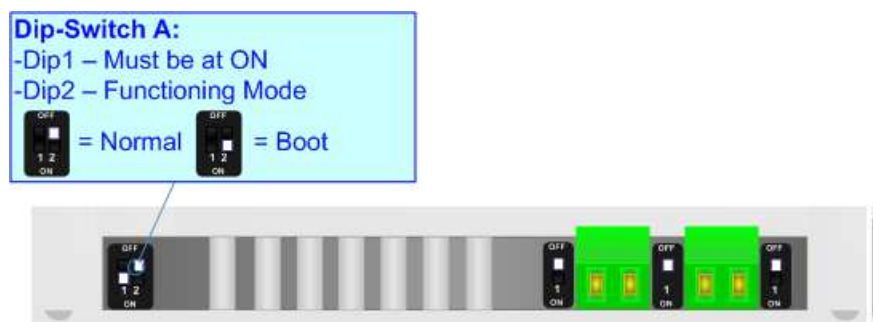 Dip-Switch A:
-Dip1 – Must be at ON
-Dip2 – Functioning Mode
OFF
1 2
ON
= Normal
OFF
1 2
ON
= Boot
OFF
1 2
ON
OFF
1
ON
OFF
1
ON
OFF
1
ON